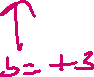 b= +3